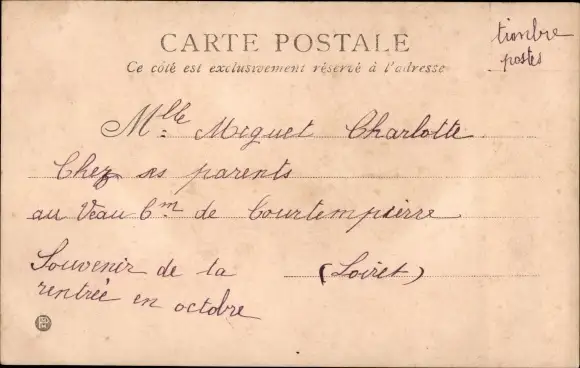 timbre
postes
CARTE POSTALE
Ce côté est exclusivement réservé à l'adresse
Mlle Miguet Charlotte
Chez ses parents
au Veau Cm de Courtempierre
(Loiret)
Souvenir de la
rentrée en octobre